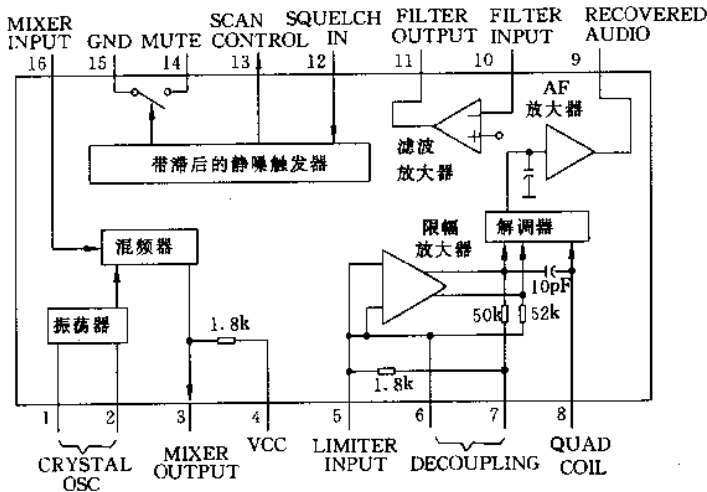 MIXER INPUT
GND
MUTE
SCAN CONTROL
SQUELCH IN
FILTER OUTPUT
FILTER INPUT
RECOVERED AUDIO
16
15
14
13
12
11
10
9
AF
放大器
滤波
放大器
带滞后的静噪触发器
混频器
限幅
放大器
解调器
10pF
振荡器
1.8k
50k
52k
1.8k
1
2
3
4
5
6
7
8
CRYSTAL OSC
MIXER OUTPUT
VCC
LIMITER INPUT
DECOUPLING
QUAD COIL